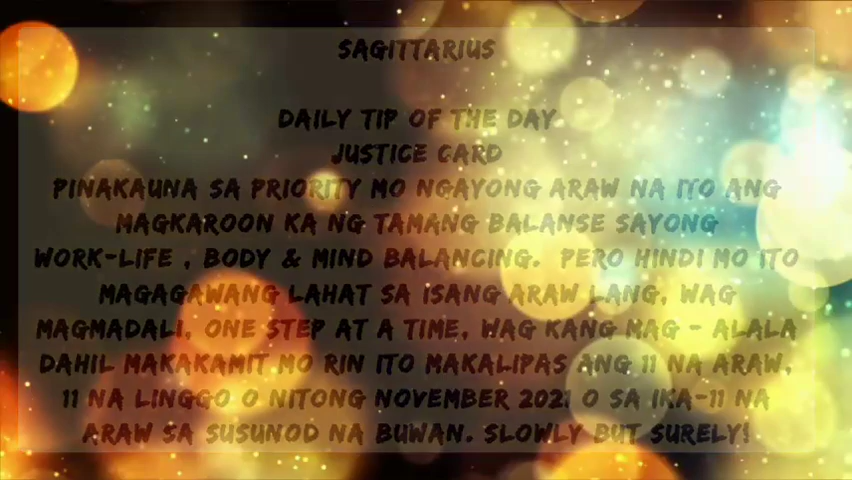 SAGITTARIUS
DAILY TIP OF THE DAY
JUSTICE CARD
PINAKAUNA SA PRIORITY MO NGAYONG ARAW NA ITO ANG
MAGKAROON KA NG TAMANG BALANSE SAYONG
WORK-LIFE , BODY & MIND BALANCING. PERO HINDI MO ITO
MAGAGAWANG LAHAT SA ISANG ARAW LANG, WAG
MAGMADALI, ONE STEP AT A TIME, WAG KANG MAG - ALALA
DAHIL MAKAKAMIT MO RIN ITO MAKALIPAS ANG 11 NA ARAW,
11 NA LINGGO O NITONG NOVEMBER 2021 O SA IKA-11 NA
ARAW SA SUSUNOD NA BUWAN. SLOWLY BUT SURELY!